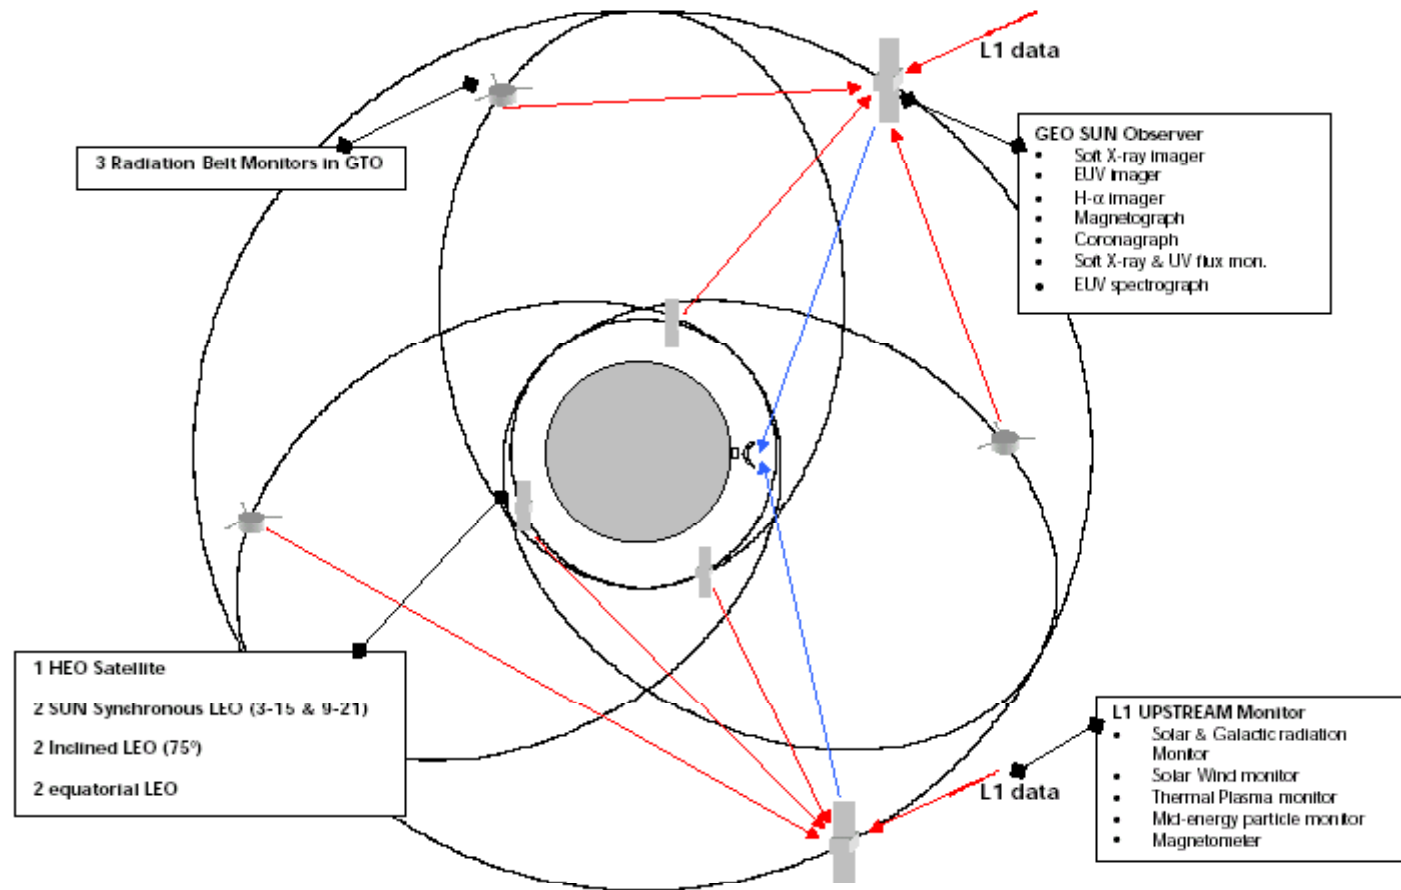 L1 data
GEO SUN Observer
• Soft X-ray imager
• EUV imager
• H-α imager
• Magnetograph
• Coronagraph
• Soft X-ray & UV flux mon.
• EUV spectrograph
3 Radiation Belt Monitors in GTO
1 HEO Satellite
2 SUN Synchronous LEO (3-15 & 9-21)
2 Inclined LEO (75º)
2 equatorial LEO
L1 UPSTREAM Monitor
• Solar & Galactic radiation
Monitor
• Solar Wind monitor
• Thermal Plasma monitor
• Mid-energy particle monitor
• Magnetometer
L1 data